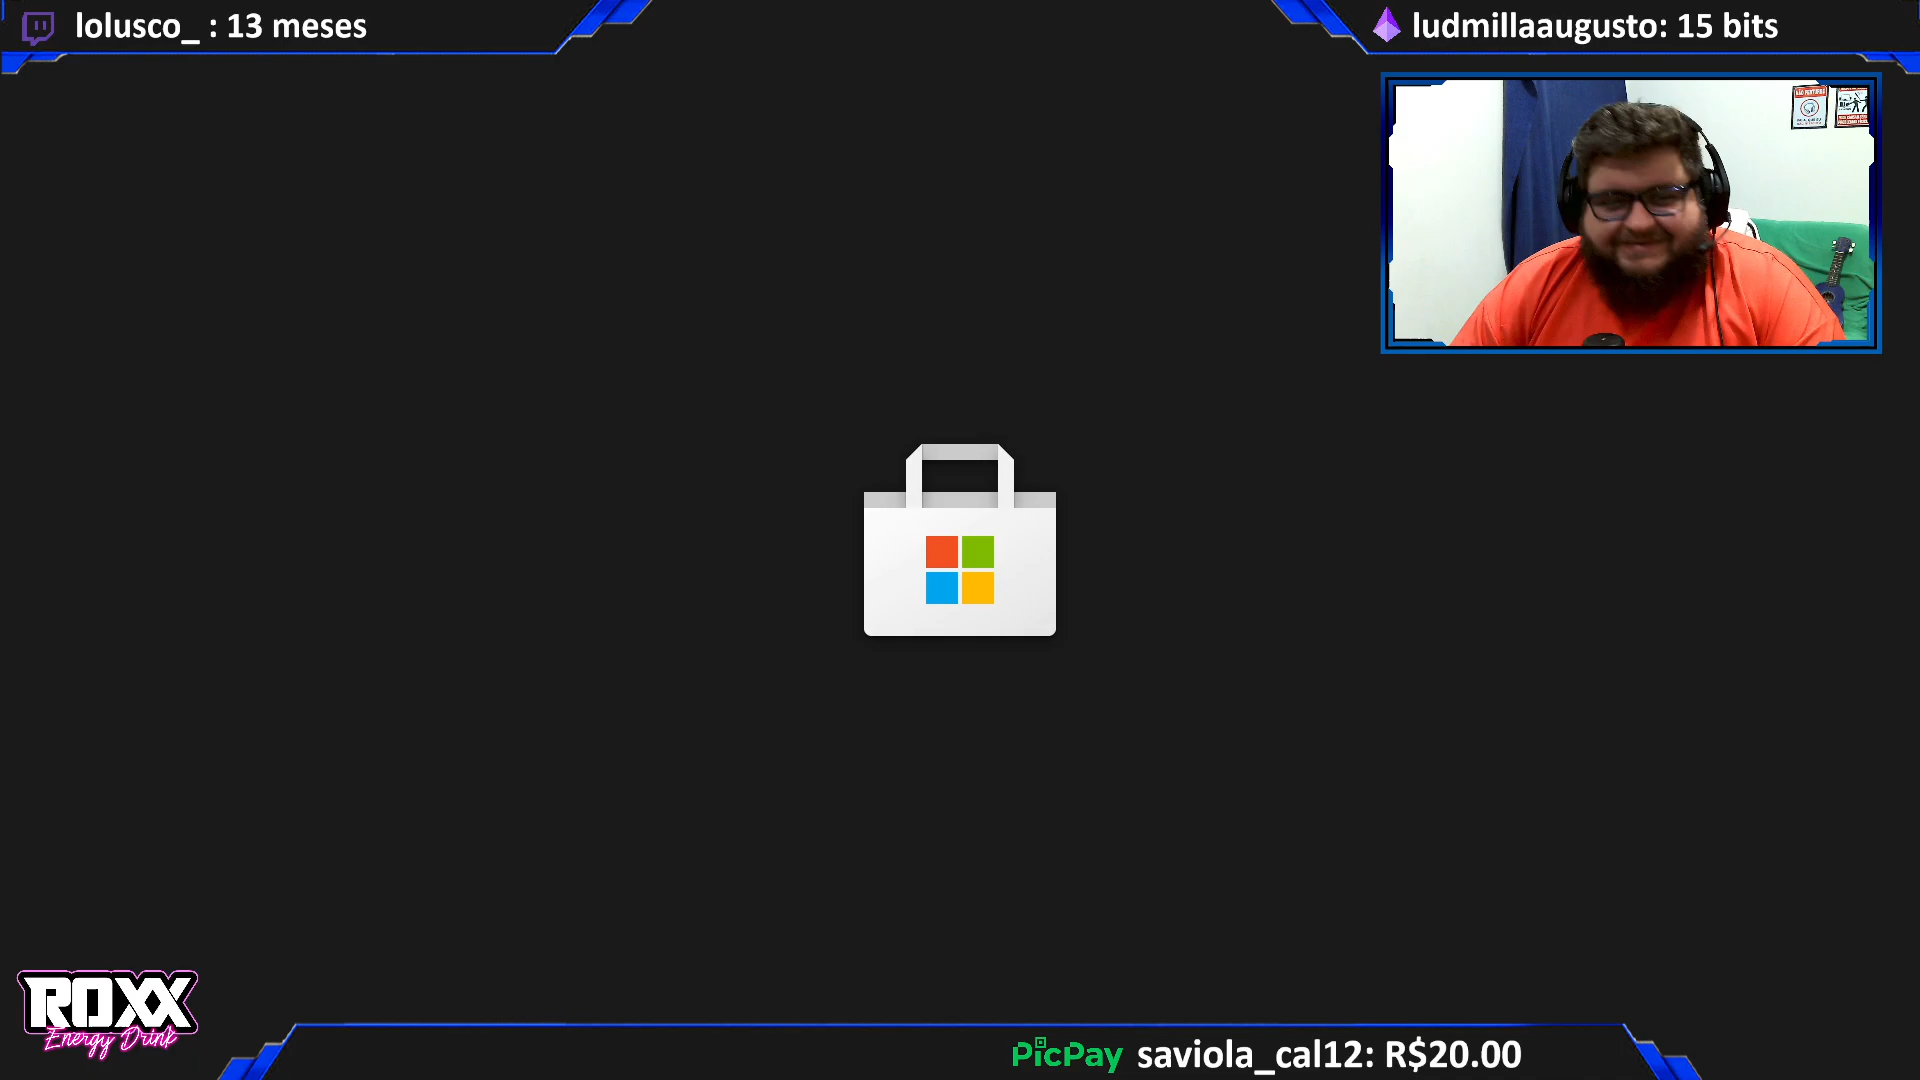 lolusco_ : 13 meses
ludmillaaugusto: 15 bits
ROXX
Energy Drink
PicPay saviola_cal12: R$20.00